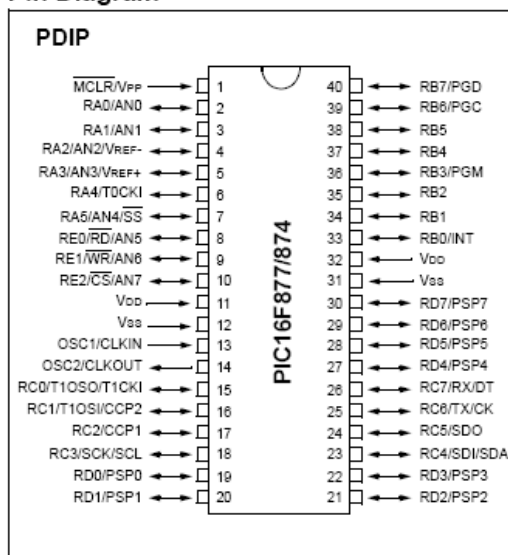 PDIP
MCLR/VPP 1 40 RB7/PGD
RA0/AN0 2 39 RB6/PGC
RA1/AN1 3 38 RB5
RA2/AN2/VREF- 4 37 RB4
RA3/AN3/VREF+ 5 36 RB3/PGM
RA4/T0CKI 6 35 RB2
RA5/AN4/SS 7 34 RB1
RE0/RD/AN5 8 33 RB0/INT
RE1/WR/AN6 9 32 VDD
RE2/CS/AN7 10 31 VSS
VDD 11 30 RD7/PSP7
VSS 12 29 RD6/PSP6
OSC1/CLKIN 13 28 RD5/PSP5
OSC2/CLKOUT 14 27 RD4/PSP4
RC0/T1OSO/T1CKI 15 26 RC7/RX/DT
RC1/T1OSI/CCP2 16 25 RC6/TX/CK
RC2/CCP1 17 24 RC5/SDO
RC3/SCK/SCL 18 23 RC4/SDI/SDA
RD0/PSP0 19 22 RD3/PSP3
RD1/PSP1 20 21 RD2/PSP2
PIC16F877/874